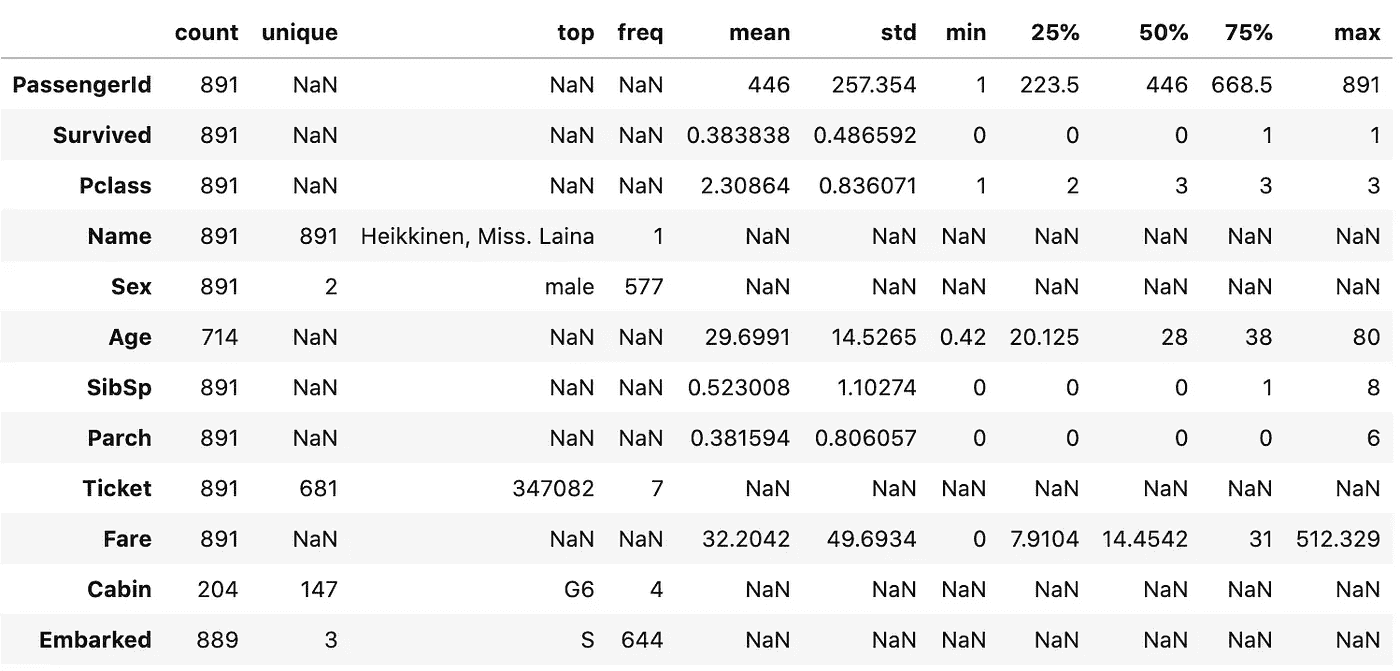 count unique top freq mean std min 25% 50% 75% max
PassengerId 891 NaN NaN NaN 446 257.354 1 223.5 446 668.5 891
Survived 891 NaN NaN NaN 0.383838 0.486592 0 0 0 1 1
Pclass 891 NaN NaN NaN 2.30864 0.836071 1 2 3 3 3
Name 891 891 Heikkinen, Miss. Laina 1 NaN NaN NaN NaN NaN NaN NaN
Sex 891 2 male 577 NaN NaN NaN NaN NaN NaN NaN
Age 714 NaN NaN NaN 29.6991 14.5265 0.42 20.125 28 38 80
SibSp 891 NaN NaN NaN 0.523008 1.10274 0 0 0 1 8
Parch 891 NaN NaN NaN 0.381594 0.806057 0 0 0 0 6
Ticket 891 681 347082 7 NaN NaN NaN NaN NaN NaN NaN
Fare 891 NaN NaN NaN 32.2042 49.6934 0 7.9104 14.4542 31 512.329
Cabin 204 147 G6 4 NaN NaN NaN NaN NaN NaN NaN
Embarked 889 3 S 644 NaN NaN NaN NaN NaN NaN NaN